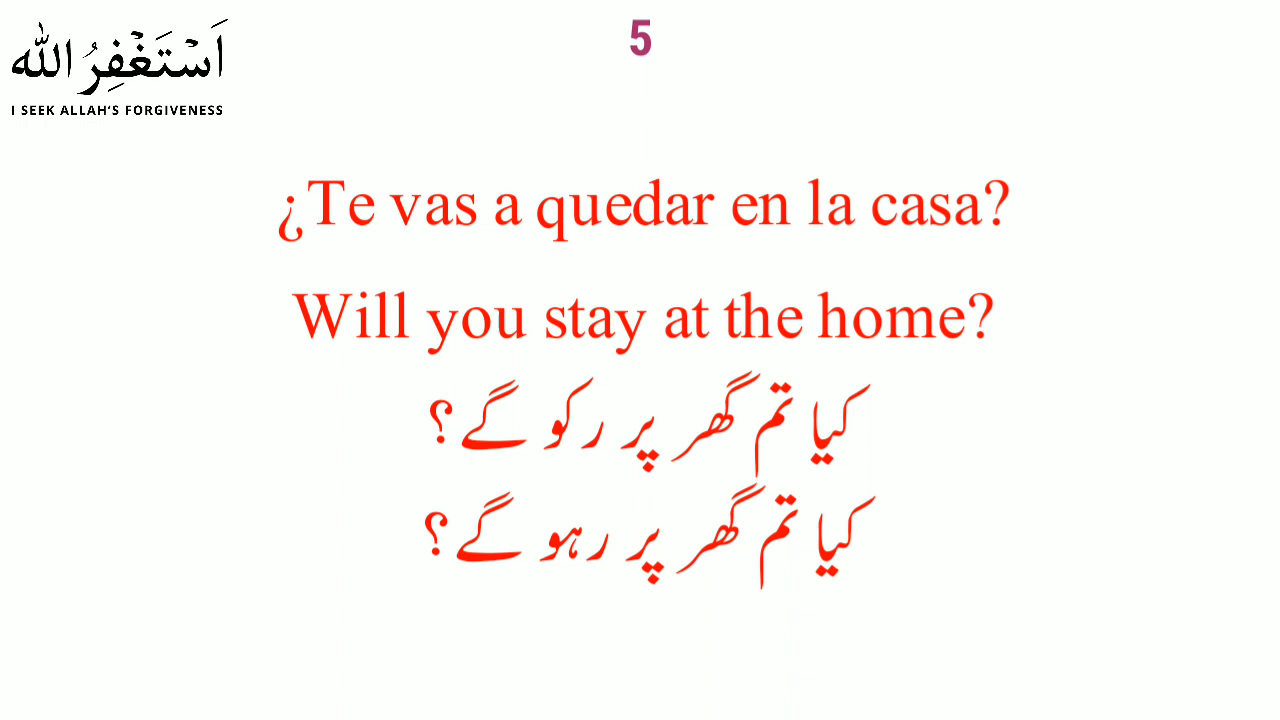 5
اَسْتَغْفِرُ اللّٰه
I SEEK ALLAH'S FORGIVENESS
¿Te vas a quedar en la casa?
Will you stay at the home?
کیا تم گھر پر رکو گے؟
کیا تم گھر پر رہو گے؟